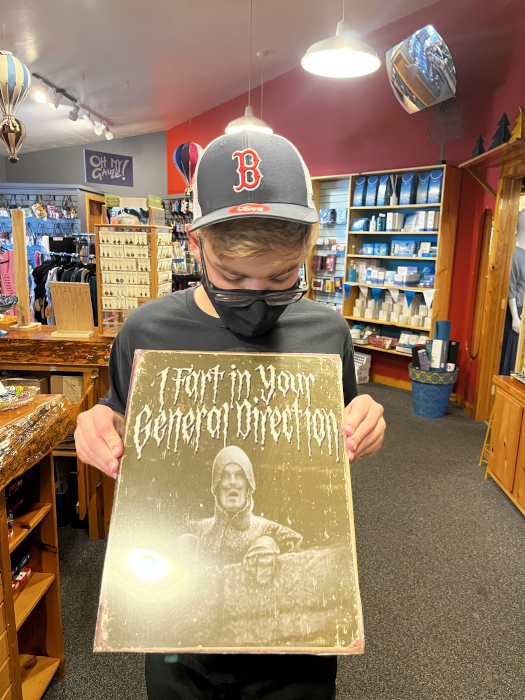 OH MY
GAUZE!
B
I Fart in Your
General Direction